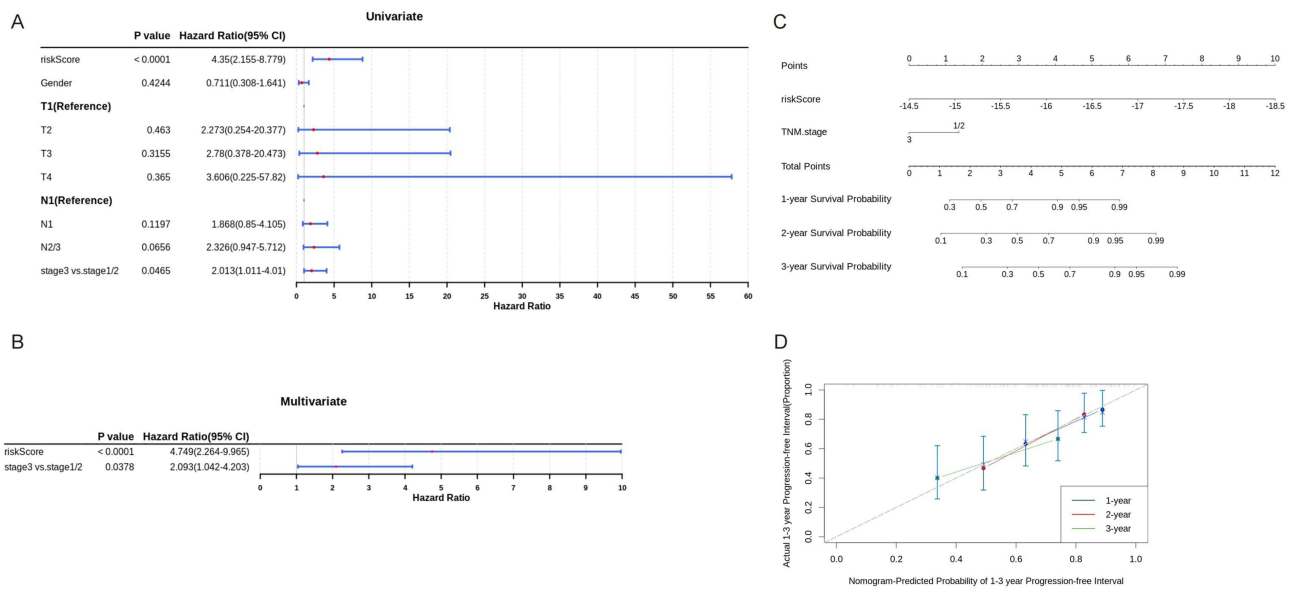 A
Univariate
P value Hazard Ratio(95% CI)
riskScore < 0.0001 4.35(2.155-8.779)
Gender 0.4244 0.711(0.308-1.641)
T1(Reference)
T2 0.463 2.273(0.254-20.377)
T3 0.3155 2.78(0.378-20.473)
T4 0.365 3.606(0.225-57.82)
N1(Reference)
N1 0.1197 1.868(0.85-4.105)
N2/3 0.0656 2.326(0.947-5.712)
stage3 vs.stage1/2 0.0465 2.013(1.011-4.01)
0 5 10 15 20 25 30 35 40 45 50 55 60
Hazard Ratio
B
Multivariate
P value Hazard Ratio(95% CI)
riskScore < 0.0001 4.749(2.264-9.965)
stage3 vs.stage1/2 0.0378 2.093(1.042-4.203)
0 1 2 3 4 5 6 7 8 9 10
Hazard Ratio
C
Points 0 1 2 3 4 5 6 7 8 9 10
riskScore
-14.5 -15 -15.5 -16 -16.5 -17 -17.5 -18 -18.5
1/2
TNM.stage
3
Total Points
0 1 2 3 4 5 6 7 8 9 10 11 12
1-year Survival Probability
0.3 0.5 0.7 0.9 0.95 0.99
2-year Survival Probability
0.1 0.3 0.5 0.7 0.9 0.95 0.99
3-year Survival Probability
0.1 0.3 0.5 0.7 0.9 0.95 0.99
D
Actual 1-3 year Progression-free Interval(Proportion)
1.0
0.8
0.6
0.4
0.2
0.0
1-year
2-year
3-year
0.0 0.2 0.4 0.6 0.8 1.0
Nomogram-Predicted Probability of 1-3 year Progression-free Interval